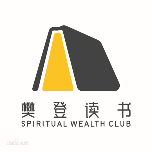 樊登读书
SPIRITUAL WEALTH CLUB